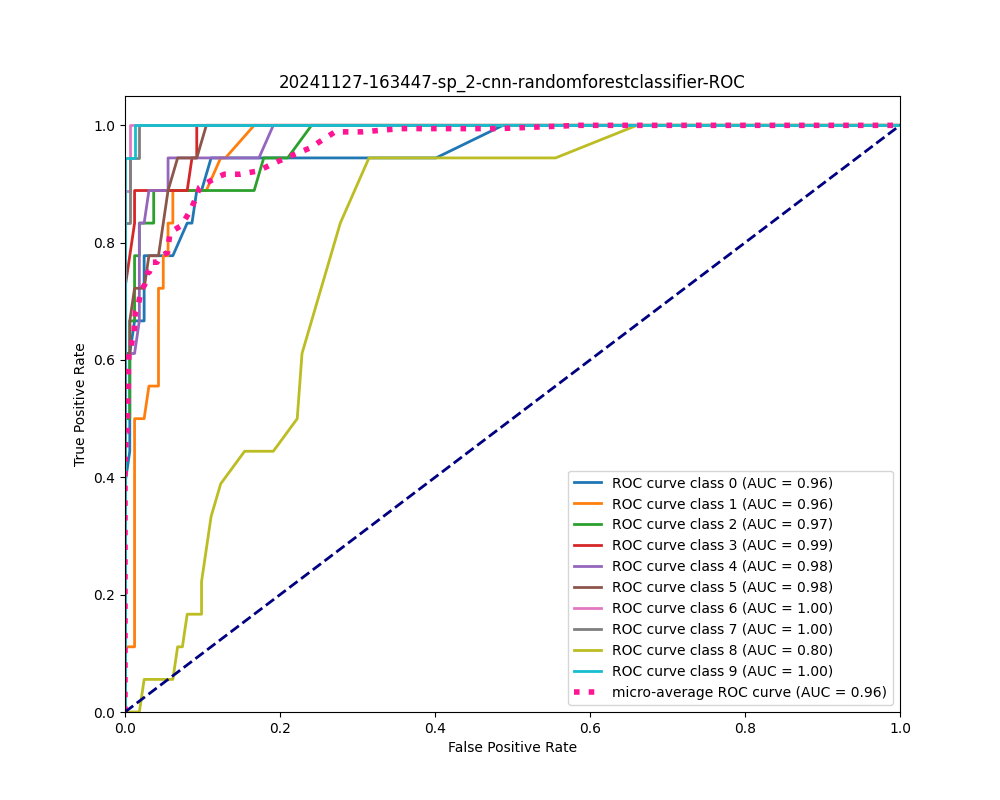 20241127-163447-sp_2-cnn-randomforestclassifier-ROC
1.0
0.8
0.6
0.4
0.2
0.0
True Positive Rate
ROC curve class 0 (AUC = 0.96)
ROC curve class 1 (AUC = 0.96)
ROC curve class 2 (AUC = 0.97)
ROC curve class 3 (AUC = 0.99)
ROC curve class 4 (AUC = 0.98)
ROC curve class 5 (AUC = 0.98)
ROC curve class 6 (AUC = 1.00)
ROC curve class 7 (AUC = 1.00)
ROC curve class 8 (AUC = 0.80)
ROC curve class 9 (AUC = 1.00)
micro-average ROC curve (AUC = 0.96)
0.0 0.2 0.4 0.6 0.8 1.0
False Positive Rate